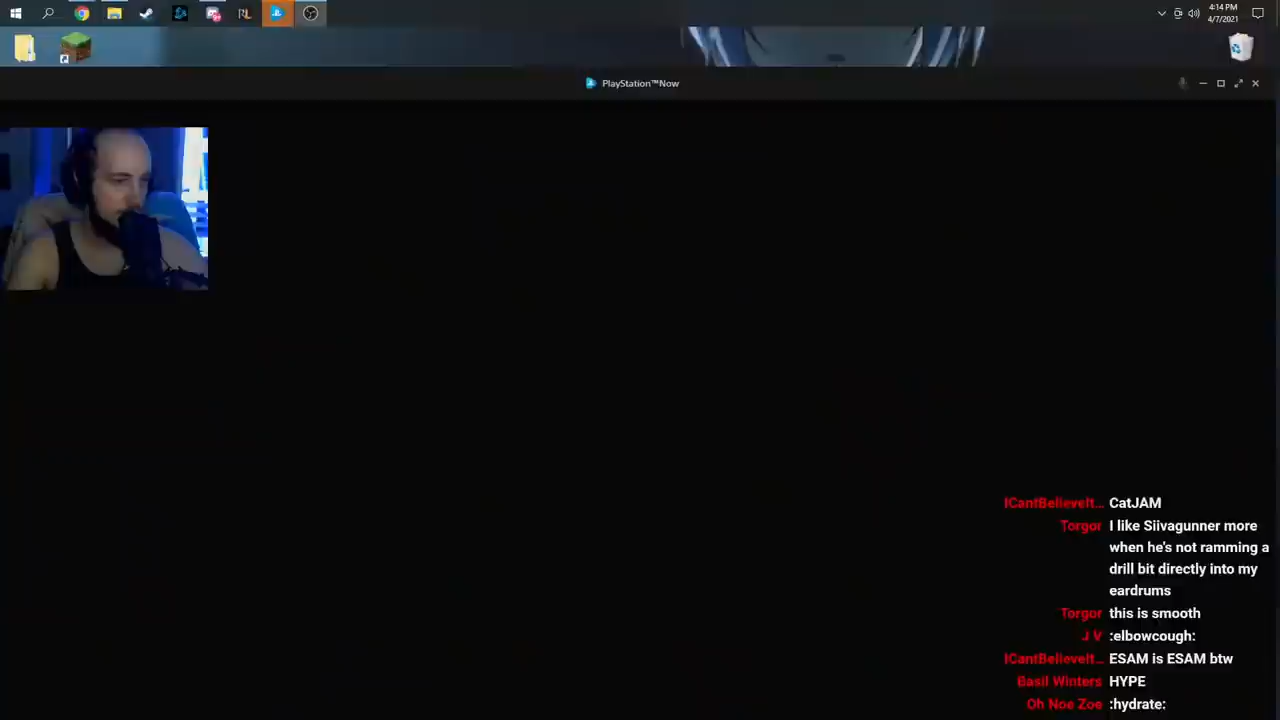 4:14 PM
4/7/2021
PlayStation™Now
ICantBelieveIt... CatJAM
Torgor I like Siivagunner more
when he's not ramming a
drill bit directly into my
eardrums
Torgor this is smooth
J V :elbowcough:
ICantBelieveIt... ESAM is ESAM btw
Basil Winters HYPE
Oh Noe Zoe :hydrate: